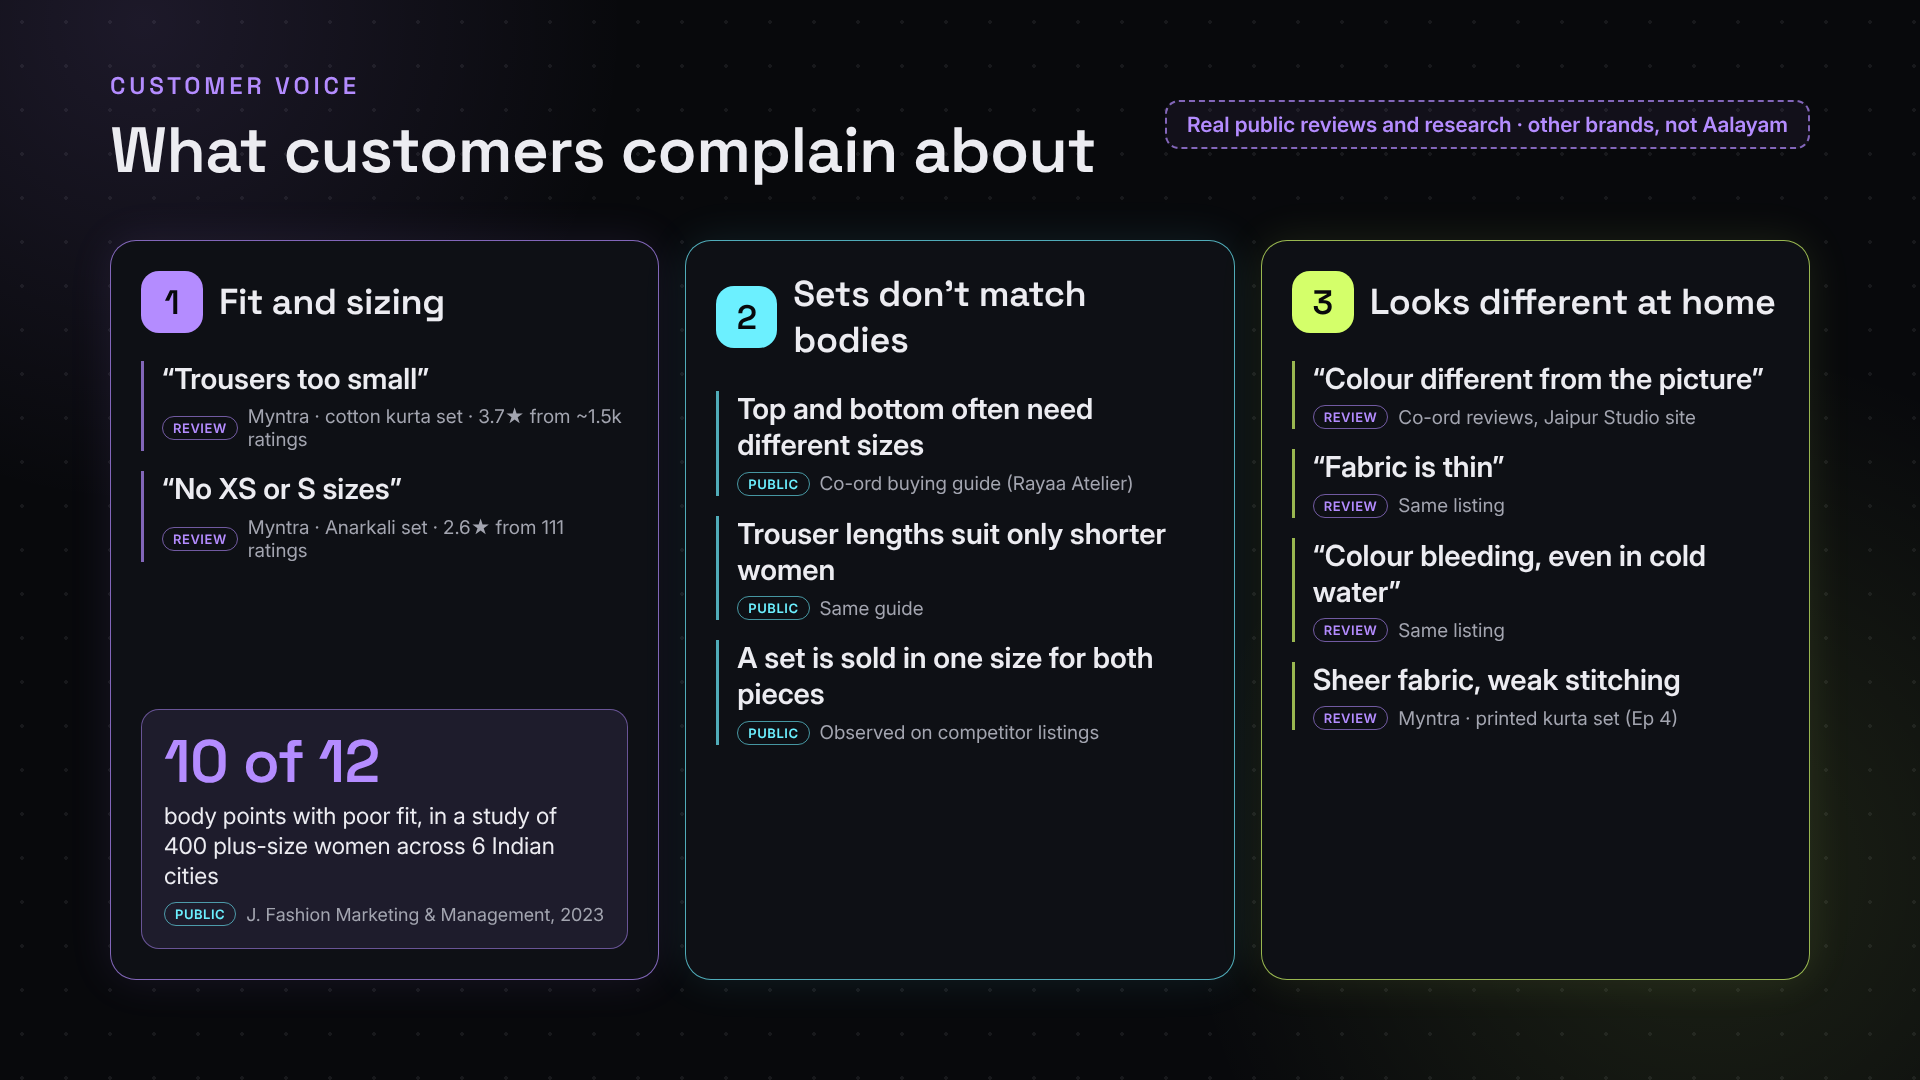 CUSTOMER VOICE
What customers complain about
Real public reviews and research · other brands, not Aalayam
1
Fit and sizing
“Trousers too small”
REVIEW
Myntra · cotton kurta set · 3.7★ from ~1.5k
ratings
“No XS or S sizes”
REVIEW
Myntra · Anarkali set · 2.6★ from 111
ratings
10 of 12
body points with poor fit, in a study of
400 plus-size women across 6 Indian
cities
PUBLIC
J. Fashion Marketing & Management, 2023
2
Sets don’t match
bodies
Top and bottom often need
different sizes
PUBLIC
Co-ord buying guide (Rayaa Atelier)
Trouser lengths suit only shorter
women
PUBLIC
Same guide
A set is sold in one size for both
pieces
PUBLIC
Observed on competitor listings
3
Looks different at home
“Colour different from the picture”
REVIEW
Co-ord reviews, Jaipur Studio site
“Fabric is thin”
REVIEW
Same listing
“Colour bleeding, even in cold
water”
REVIEW
Same listing
Sheer fabric, weak stitching
REVIEW
Myntra · printed kurta set (Ep 4)